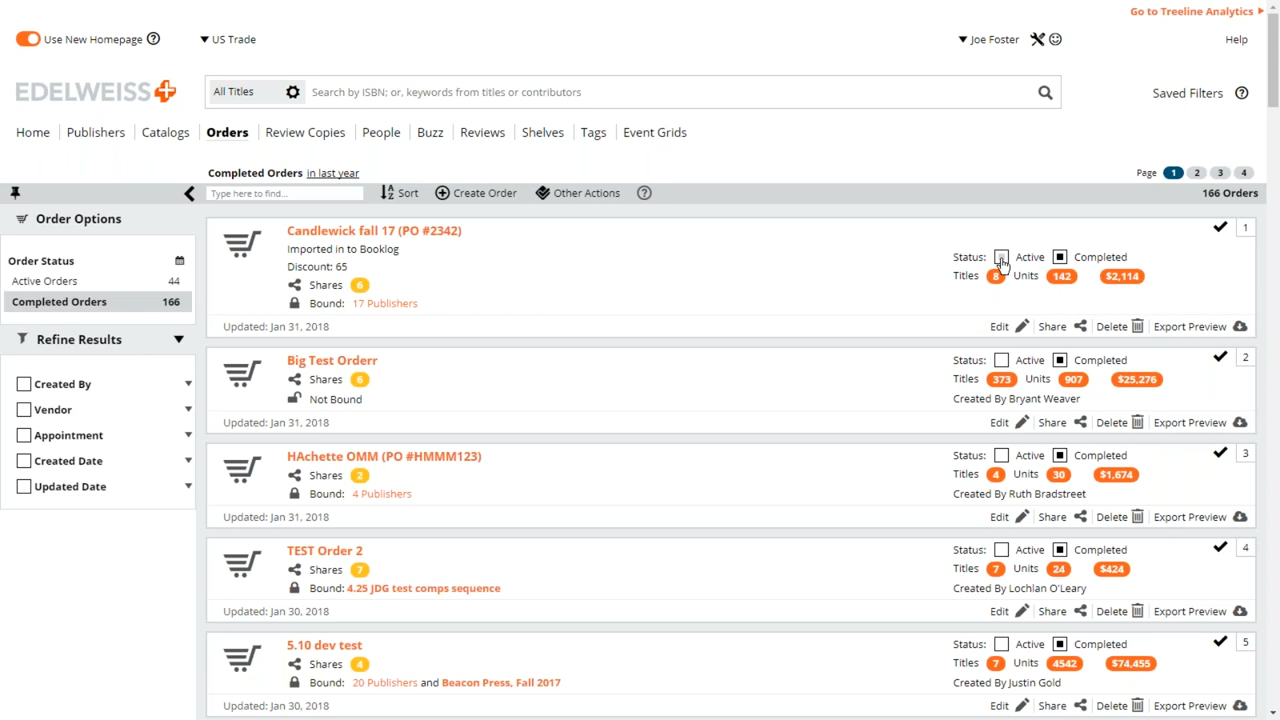 Go to Treeline Analytics
Use New Homepage
US Trade
Joe Foster
Help
EDELWEISS
All Titles
Search by ISBN; or, keywords from titles or contributors
Saved Filters
Home Publishers Catalogs Orders Review Copies People Buzz Reviews Shelves Tags Event Grids
Completed Orders in last year
Page 1 2 3 4
Type here to find...
Sort
Create Order
Other Actions
166 Orders
Order Options
Order Status
Active Orders 44
Completed Orders 166
Refine Results
Created By
Vendor
Appointment
Created Date
Updated Date
Candlewick fall 17 (PO #2342)
1
Imported in to Booklog
Status: Active Completed
Discount: 65
Titles 8 Units 142 $2,114
Shares 6
Bound: 17 Publishers
Updated: Jan 31, 2018
Edit Share Delete Export Preview
Big Test Orderr
2
Status: Active Completed
Shares 6
Titles 373 Units 907 $25,276
Not Bound
Created By Bryant Weaver
Updated: Jan 31, 2018
Edit Share Delete Export Preview
HAchette OMM (PO #HMMM123)
3
Status: Active Completed
Shares 2
Titles 4 Units 30 $1,674
Bound: 4 Publishers
Created By Ruth Bradstreet
Updated: Jan 31, 2018
Edit Share Delete Export Preview
TEST Order 2
4
Status: Active Completed
Shares 7
Titles 7 Units 24 $424
Bound: 4.25 JDG test comps sequence
Created By Lochlan O'Leary
Updated: Jan 30, 2018
Edit Share Delete Export Preview
5.10 dev test
5
Status: Active Completed
Shares 4
Titles 7 Units 4542 $74,455
Bound: 20 Publishers and Beacon Press, Fall 2017
Created By Justin Gold
Updated: Jan 30, 2018
Edit Share Delete Export Preview